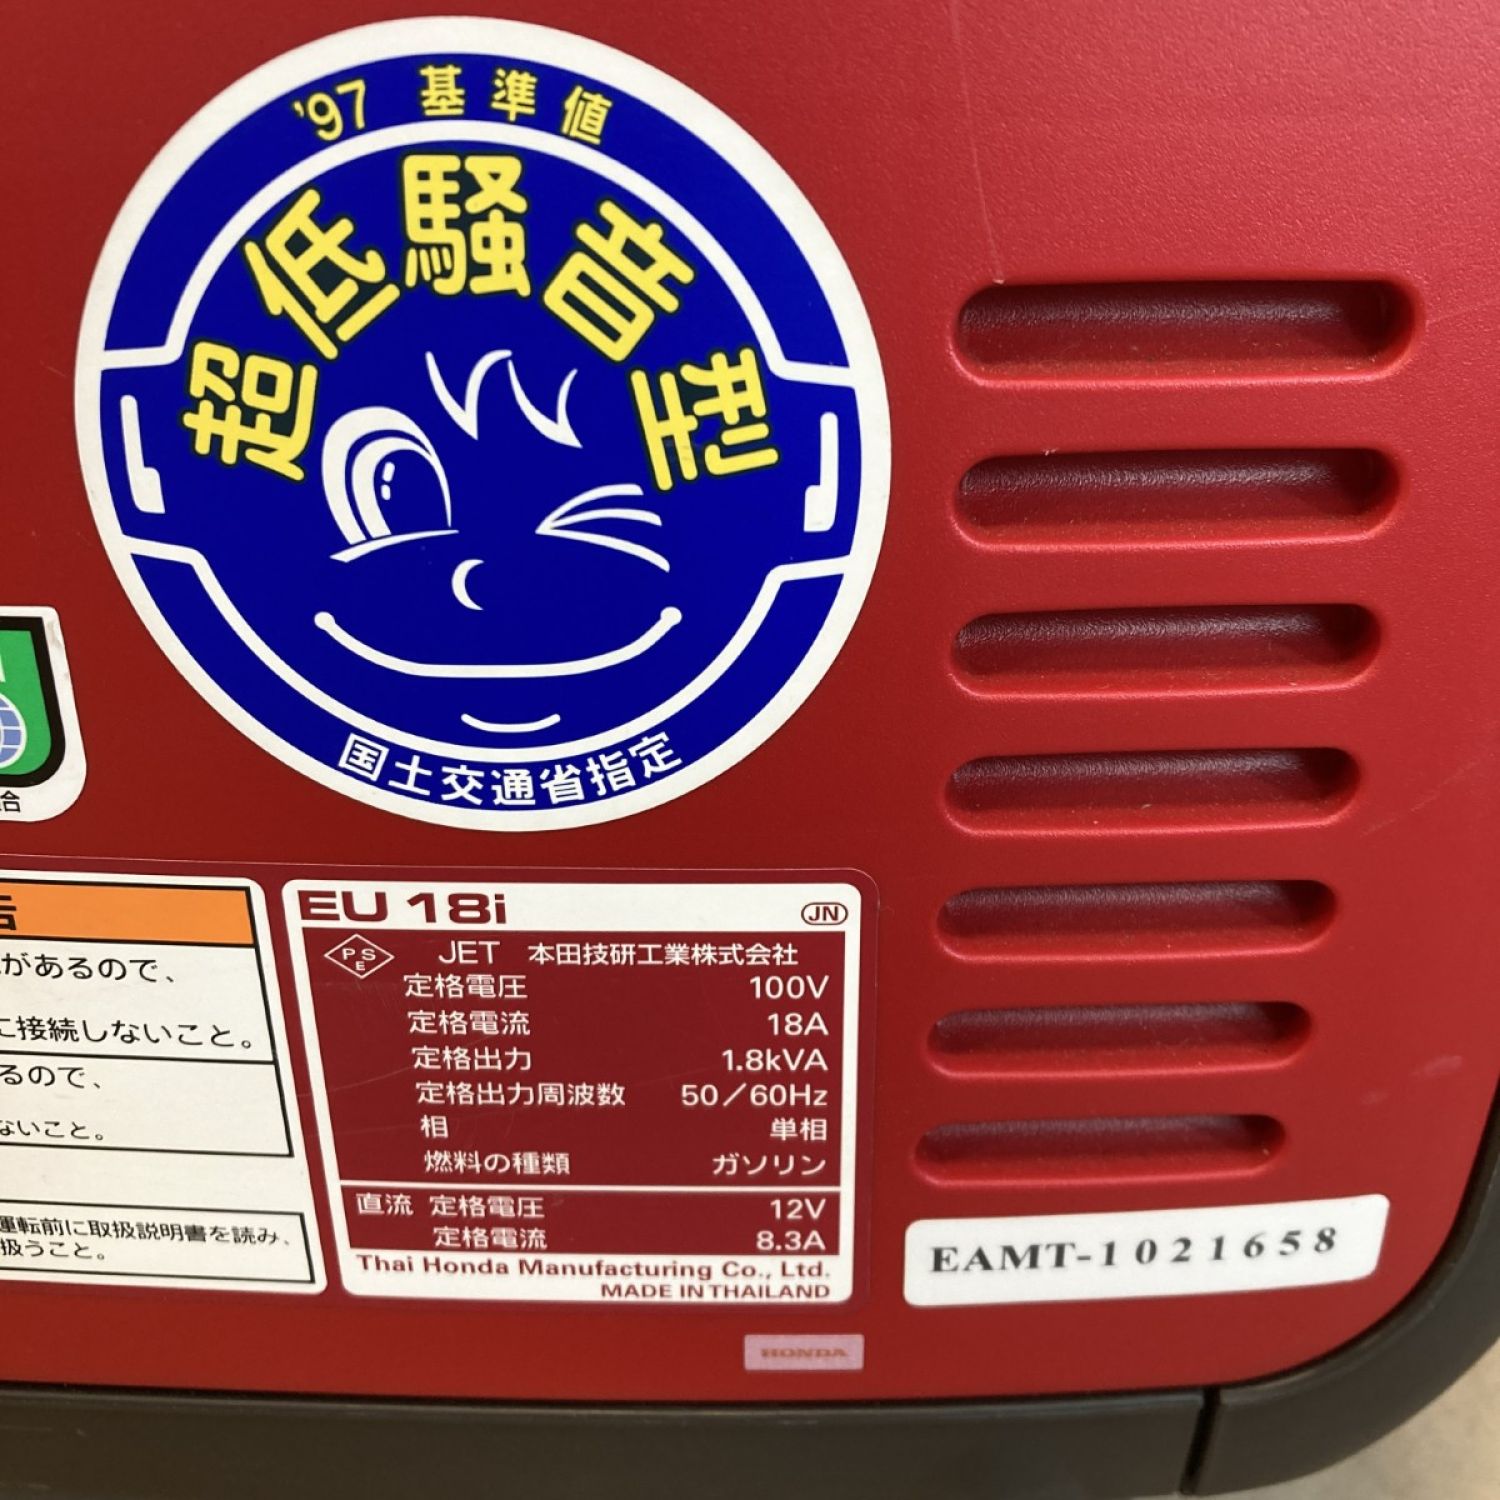 '97 基準値
超低騒音型
国土交通省指定
合
告
があるので、
に接続しないこと。
るので、
ないこと。
運転前に取扱説明書を読み、
扱うこと。
EU 18i JN
PSE JET 本田技研工業株式会社
定格電圧 100V
定格電流 18A
定格出力 1.8kVA
定格出力周波数 50/60Hz
相 単相
燃料の種類 ガソリン
直流 定格電圧 12V
定格電流 8.3A
Thai Honda Manufacturing Co., Ltd.
MADE IN THAILAND
EAMT-1021658
HONDA